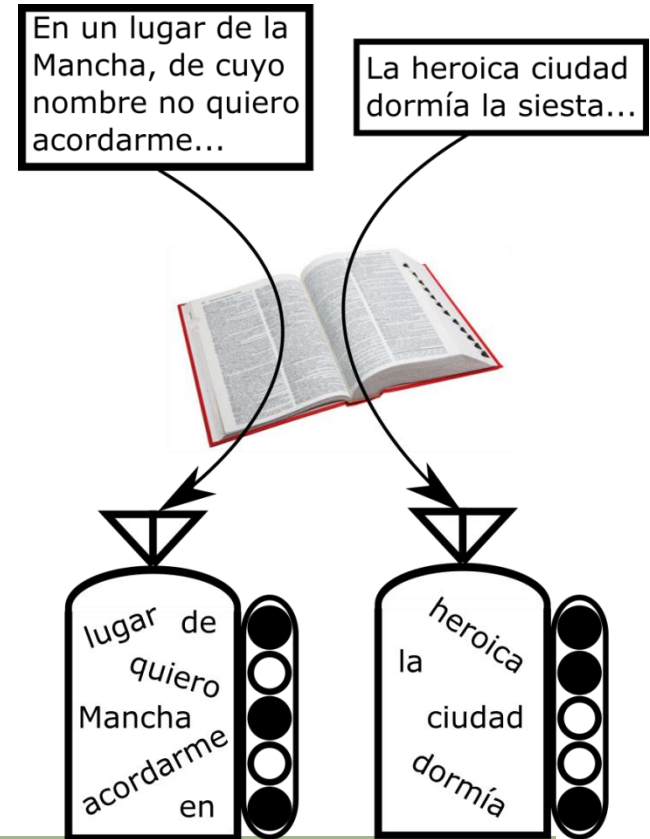 En un lugar de la
Mancha, de cuyo
nombre no quiero
acordarme...
La heroica ciudad
dormía la siesta...
lugar de
quiero
Mancha
acordarme
en
heroica
la
ciudad
dormía